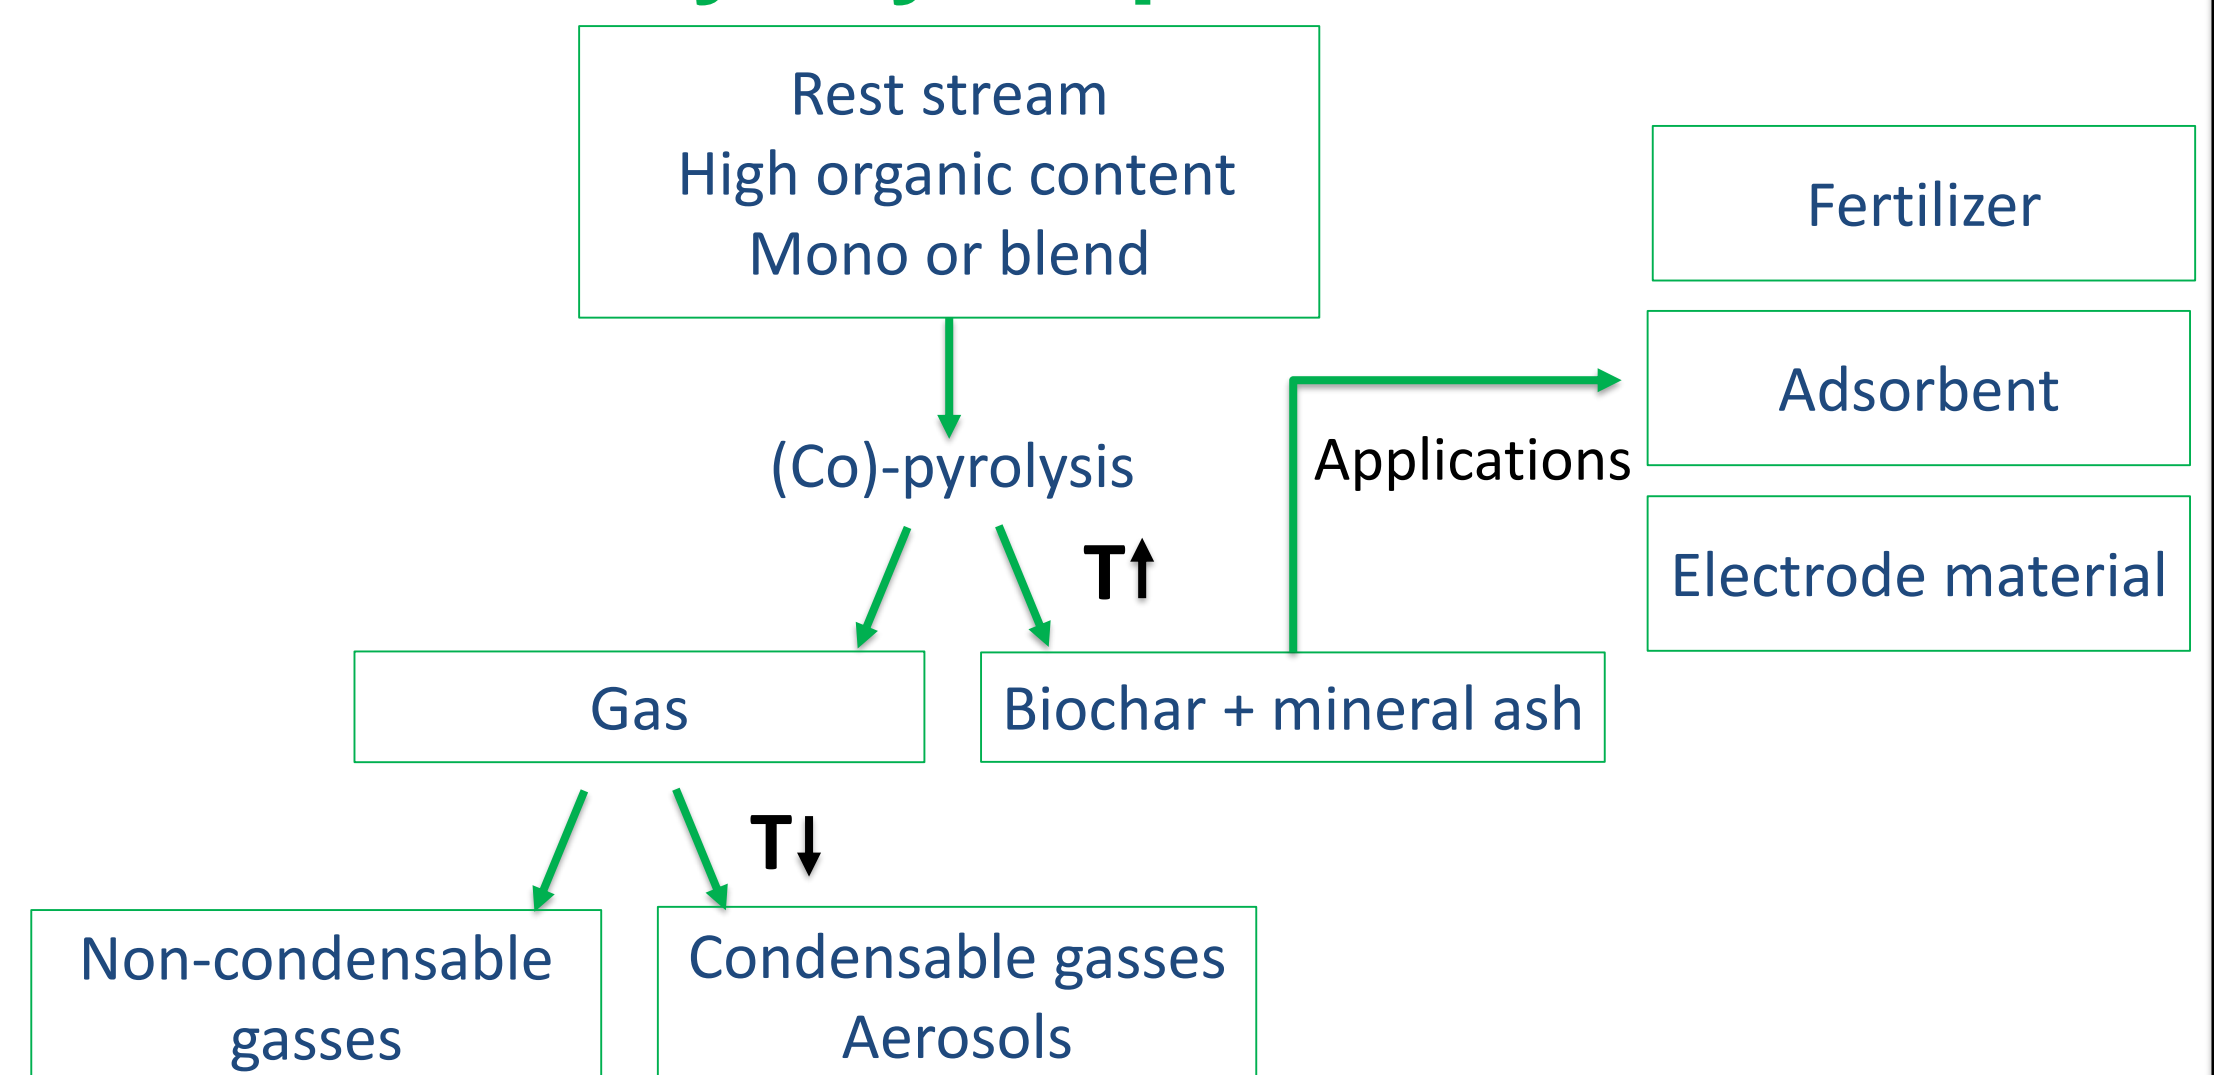 Rest stream
High organic content
Mono or blend
Fertilizer
Adsorbent
Applications
(Co)-pyrolysis
T
Electrode material
Gas
Biochar + mineral ash
T
Non-condensable
gasses
Condensable gasses
Aerosols